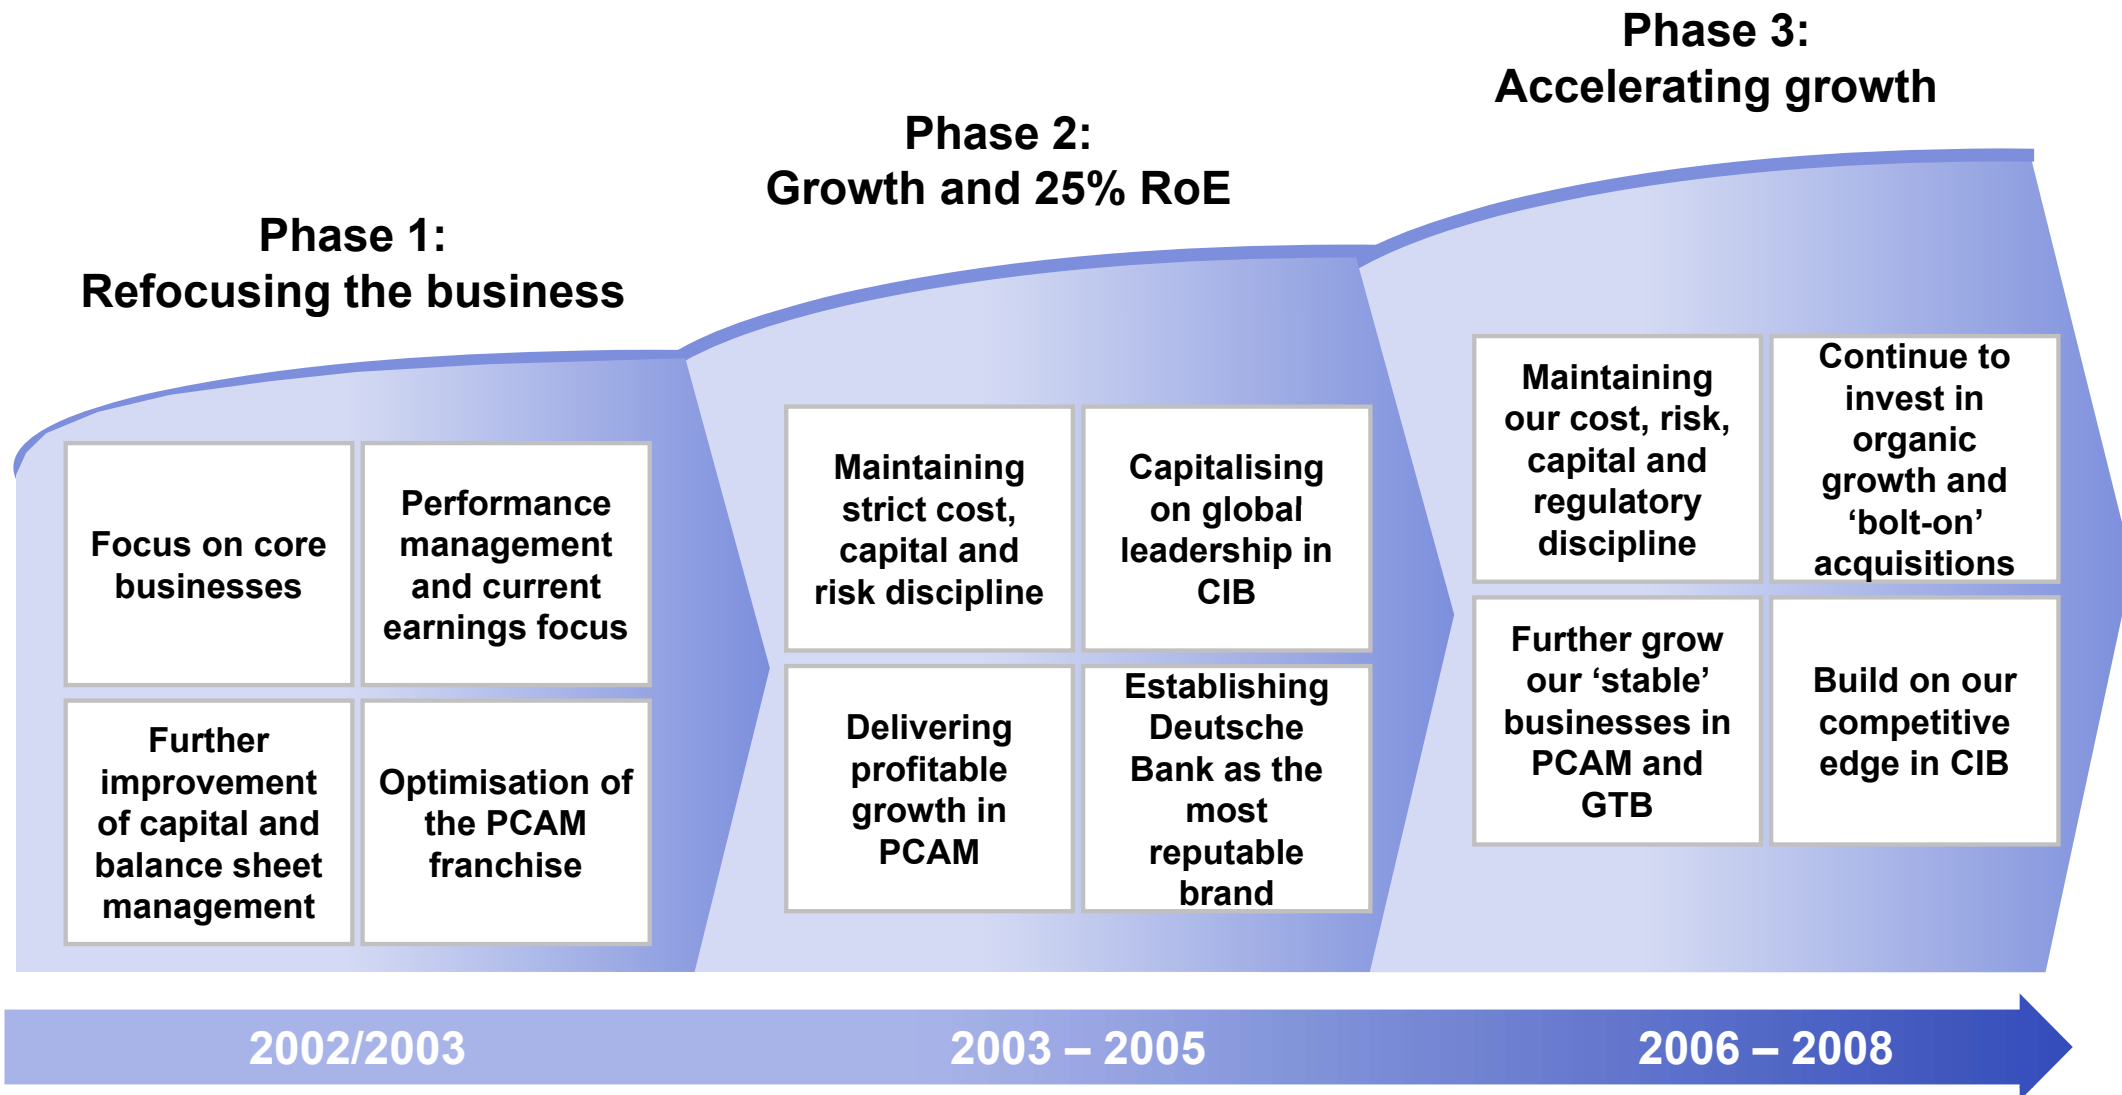 Phase 1:
Refocusing the business
Focus on core
businesses
Performance
management
and current
earnings focus
Further
improvement
of capital and
balance sheet
management
Optimisation of
the PCAM
franchise
Phase 2:
Growth and 25% RoE
Maintaining
strict cost,
capital and
risk discipline
Capitalising
on global
leadership in
CIB
Delivering
profitable
growth in
PCAM
Establishing
Deutsche
Bank as the
most
reputable
brand
Phase 3:
Accelerating growth
Maintaining
our cost, risk,
capital and
regulatory
discipline
Continue to
invest in
organic
growth and
‘bolt-on’
acquisitions
Further grow
our ‘stable’
businesses in
PCAM and
GTB
Build on our
competitive
edge in CIB
2002/2003
2003 – 2005
2006 – 2008